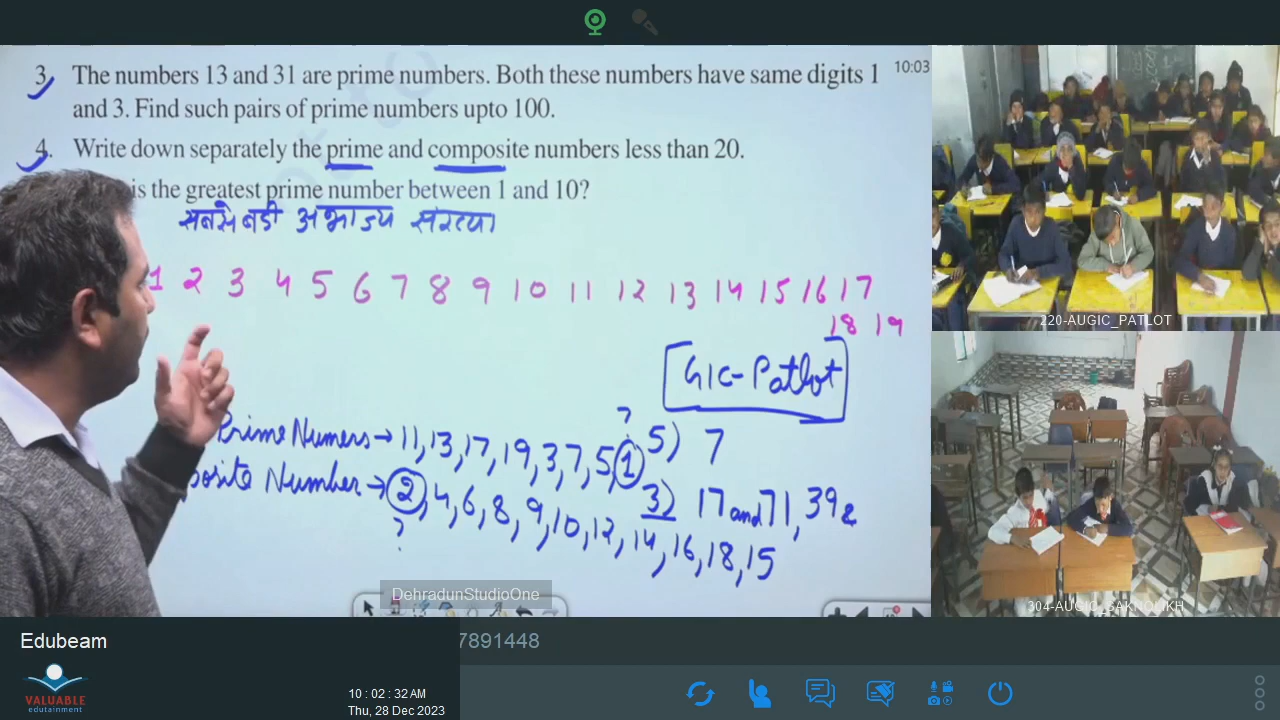 3. The numbers 13 and 31 are prime numbers. Both these numbers have same digits 1
and 3. Find such pairs of prime numbers upto 100.
10:03
4. Write down separately the prime and composite numbers less than 20.
is the greatest prime number between 1 and 10?
सबसे बड़ी अभाज्य संख्या
1 2 3 4 5 6 7 8 9 10 11 12 13 14 15 16 17
18 19
220-AUGIC_PATLOT
GIC-Patlot
Prime Numers → 11, 13, 17, 19, 3, 7, 5, 1
?
5) 7
osite Number → 2, 4, 6, 8, 9, 10, 12, 14, 16, 18, 15
?
3) 17 and 71, 39 &
DehradunStudioOne
304-AUGIC_SAKNOLIKH
Edubeam
7891448
VALUABLE
edutainment
10 : 02 : 32 AM
Thu, 28 Dec 2023